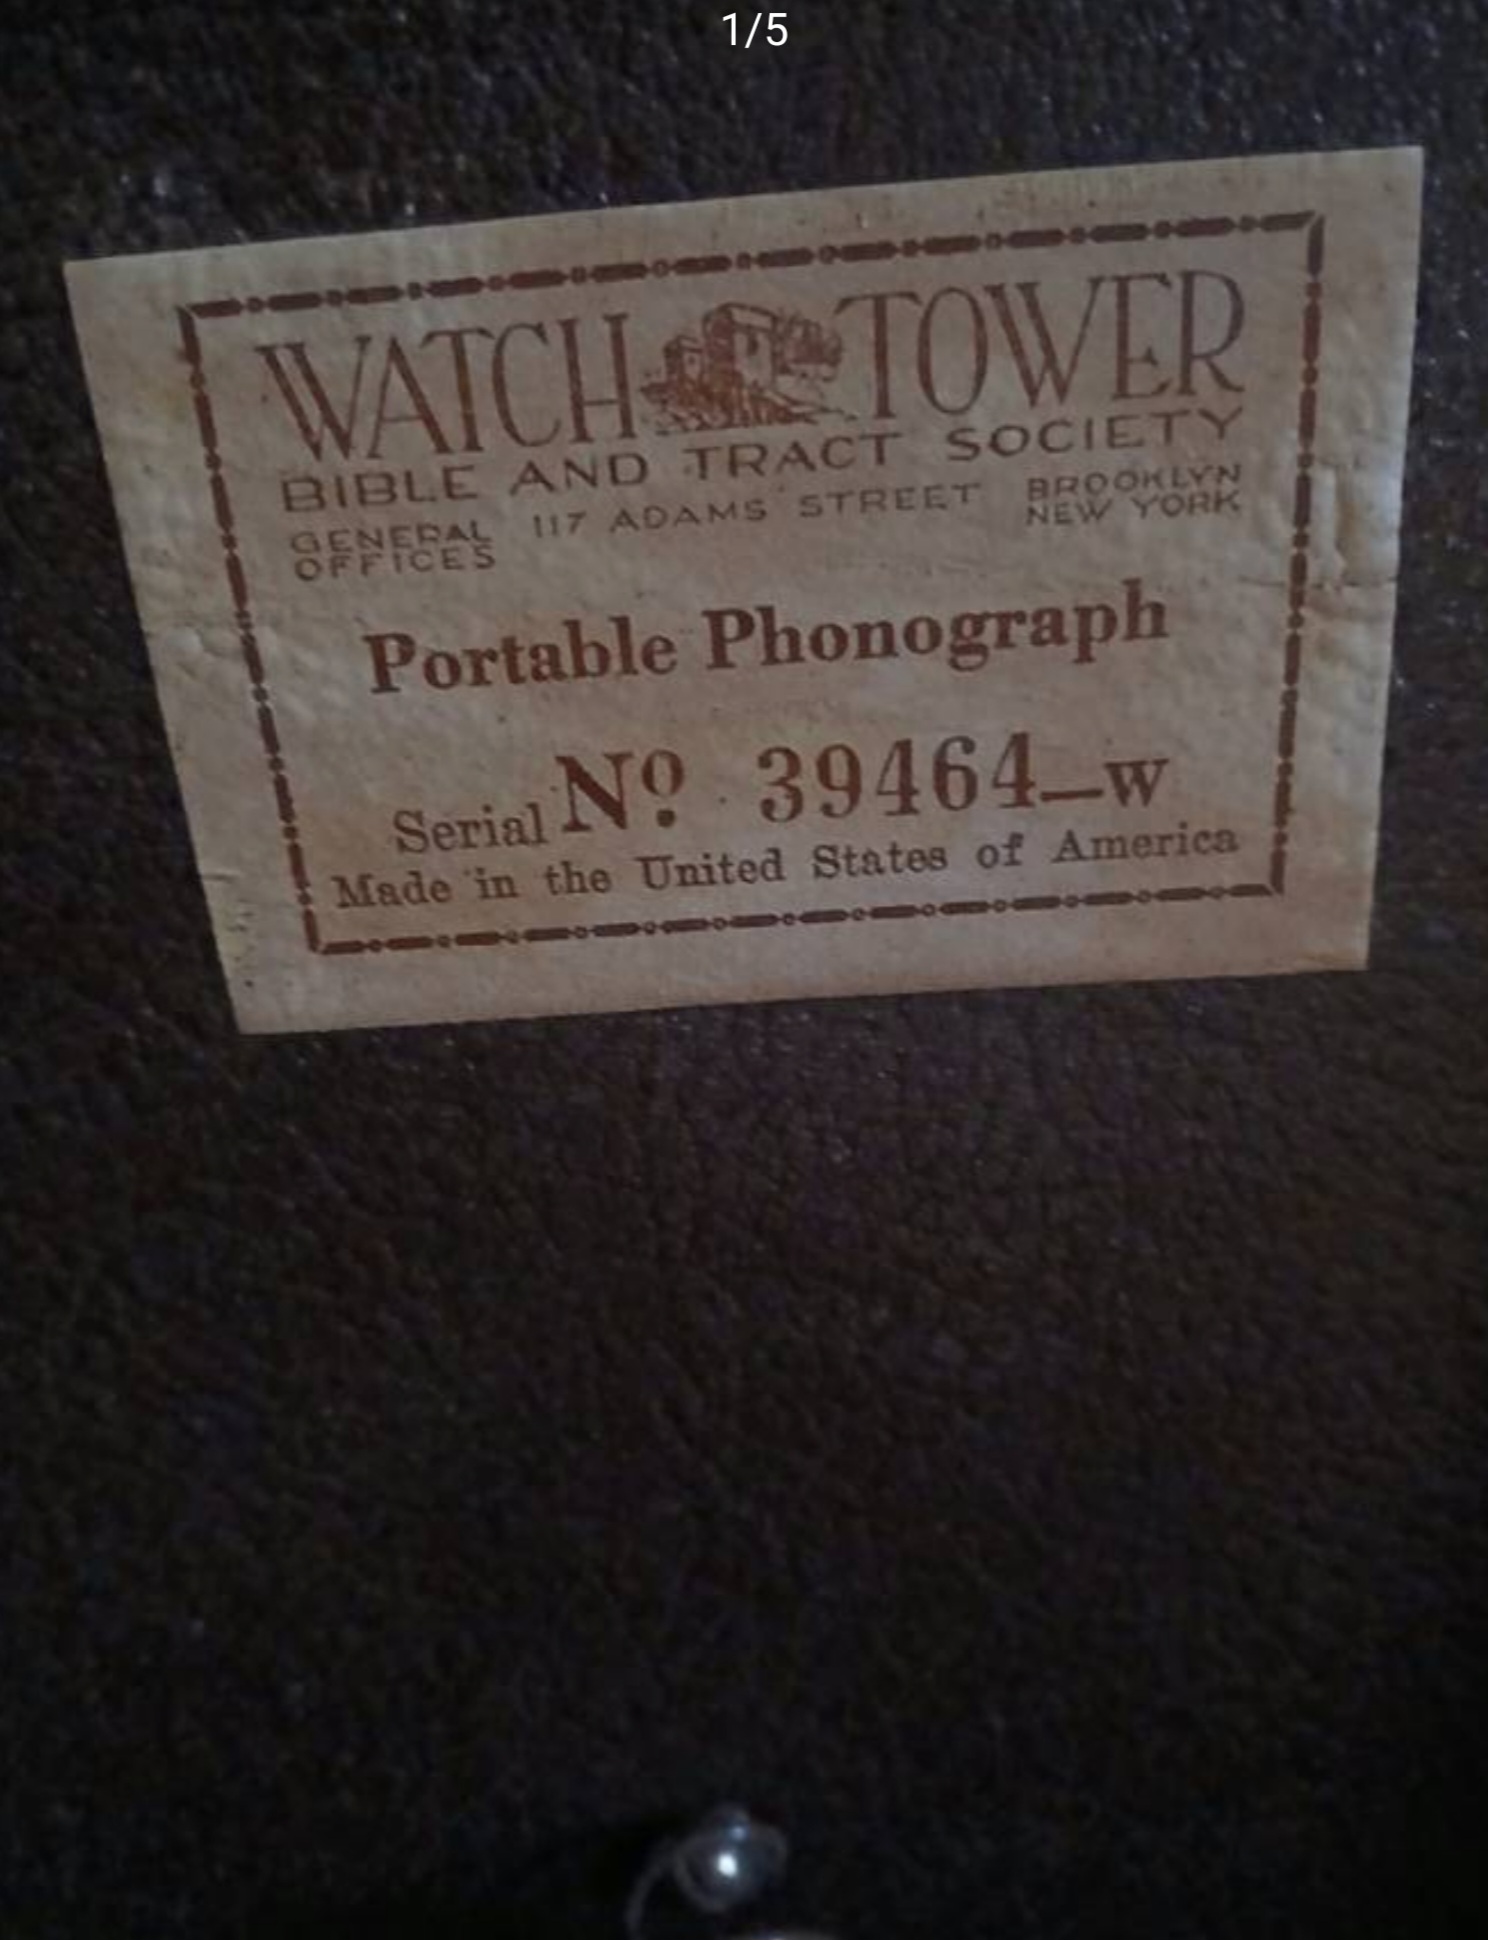 1/5
WATCH TOWER
BIBLE AND TRACT SOCIETY
GENERAL OFFICES 117 ADAMS STREET BROOKLYN NEW YORK
Portable Phonograph
Serial Nº 39464-w
Made in the United States of America